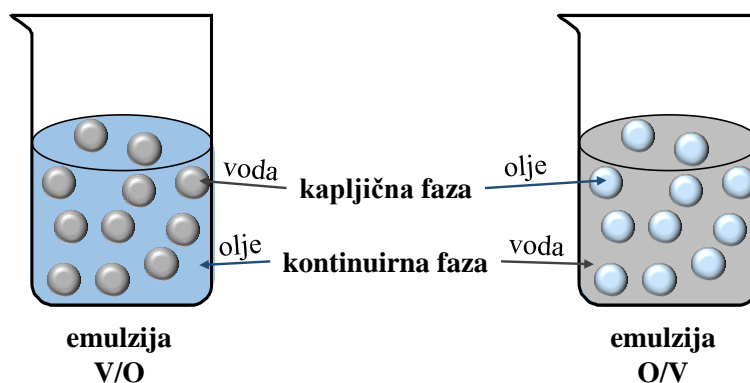 voda
kapljična faza
olje
olje
kontinuirna faza
voda
emulzija
V/O
emulzija
O/V